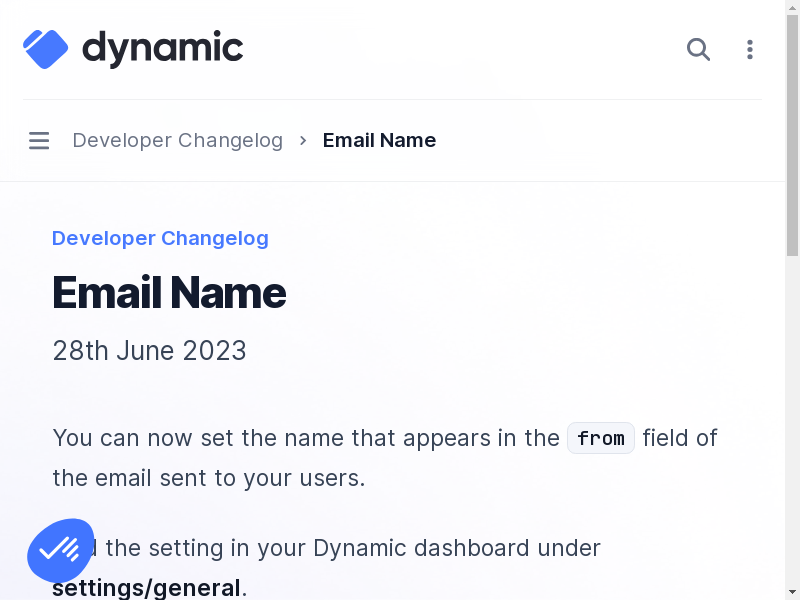 dynamic
Developer Changelog
Email Name
Developer Changelog
Email Name
28th June 2023
You can now set the name that appears in the from field of
the email sent to your users.
the setting in your Dynamic dashboard under
settings/general.